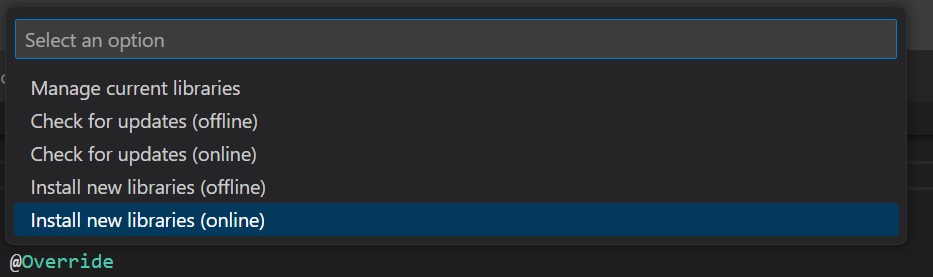 Select an option
Manage current libraries
Check for updates (offline)
Check for updates (online)
Install new libraries (offline)
Install new libraries (online)
@Override